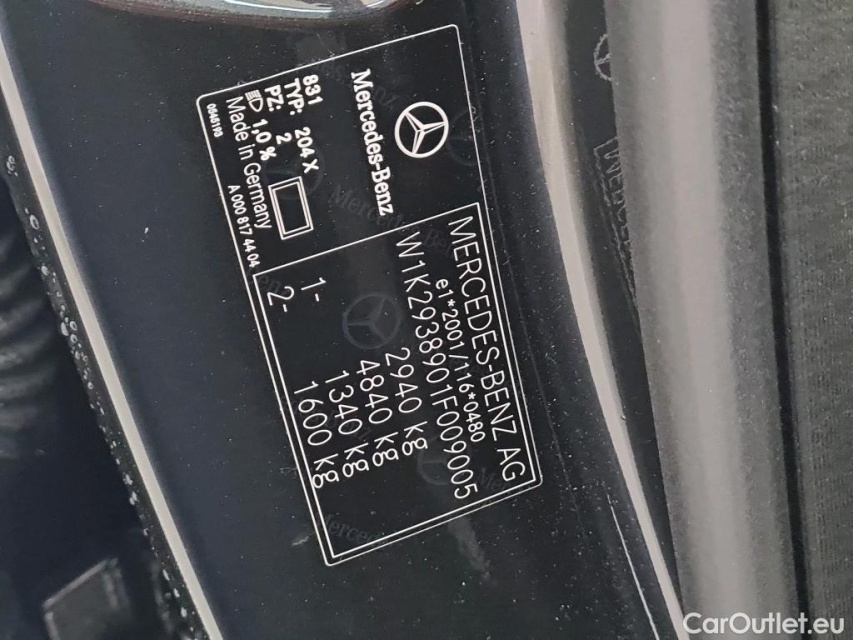 Mercedes-Benz
831
TYP: 204 X
PZ: 2
1,0 %
Made in Germany
0545193
A 000 817 44 04
MERCEDES-BENZ AG
e1*2001/116*0480
W1K2938901F009005
2940 kg
4840 kg
1- 1340 kg
2- 1600 kg
CarOutlet.eu